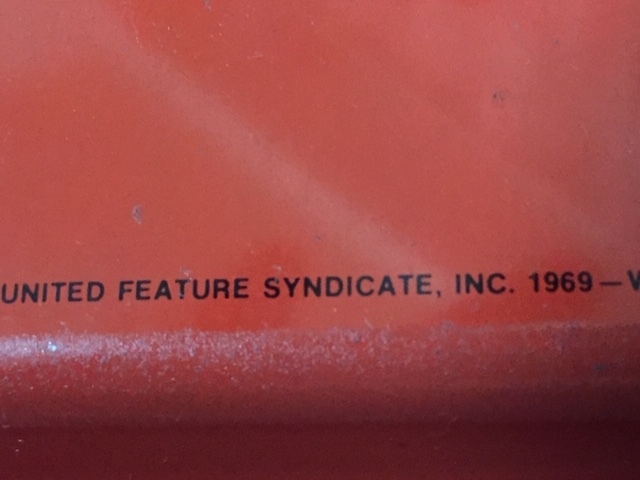 UNITED FEATURE SYNDICATE, INC. 1969—